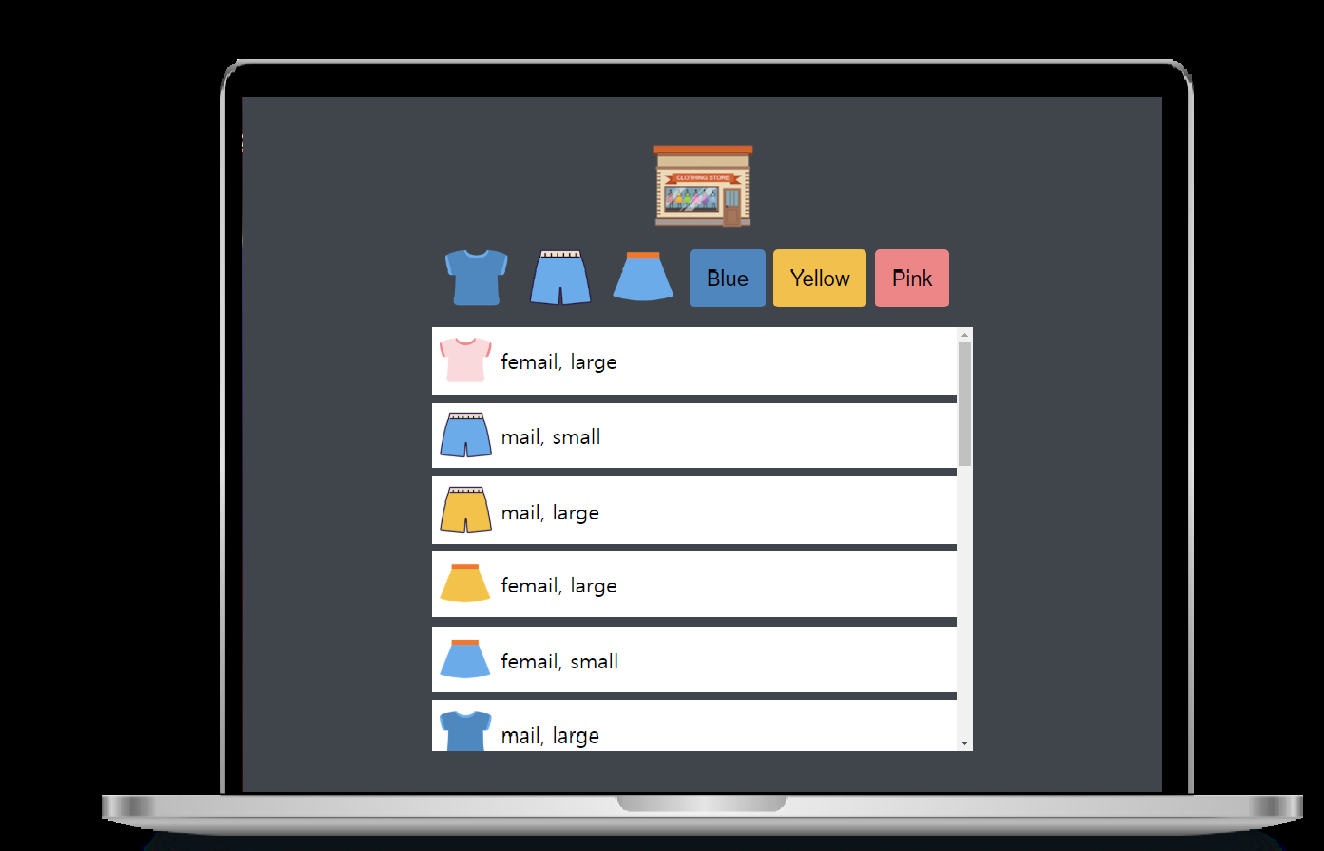 CLOTHING STORE
Blue Yellow Pink
femail, large
mail, small
mail, large
femail, large
femail, small
mail, large